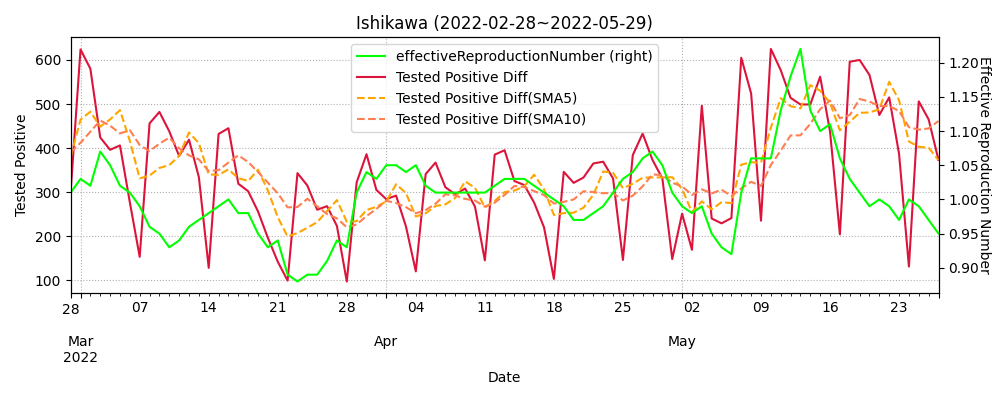 Ishikawa (2022-02-28~2022-05-29)
effectiveReproductionNumber (right)
Tested Positive Diff
Tested Positive Diff(SMA5)
Tested Positive Diff(SMA10)
Tested Positive
600
500
400
300
200
100
1.20
1.15
1.10
1.05
1.00
0.95
0.90
Effective Reproduction Number
28 07 14 21 28 04 11 18 25 02 09 16 23
Mar Apr May
2022
Date